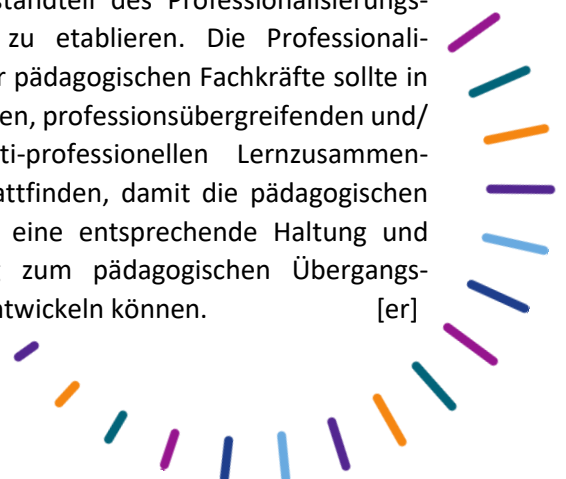 standteil des Professionalisierungs-
zu etablieren. Die Professionali-
r pädagogischen Fachkräfte sollte in
en, professionsübergreifenden und/
ti-professionellen Lernzusammen-
attfinden, damit die pädagogischen
eine entsprechende Haltung und
zum pädagogischen Übergangs-
ntwickeln können. [er]